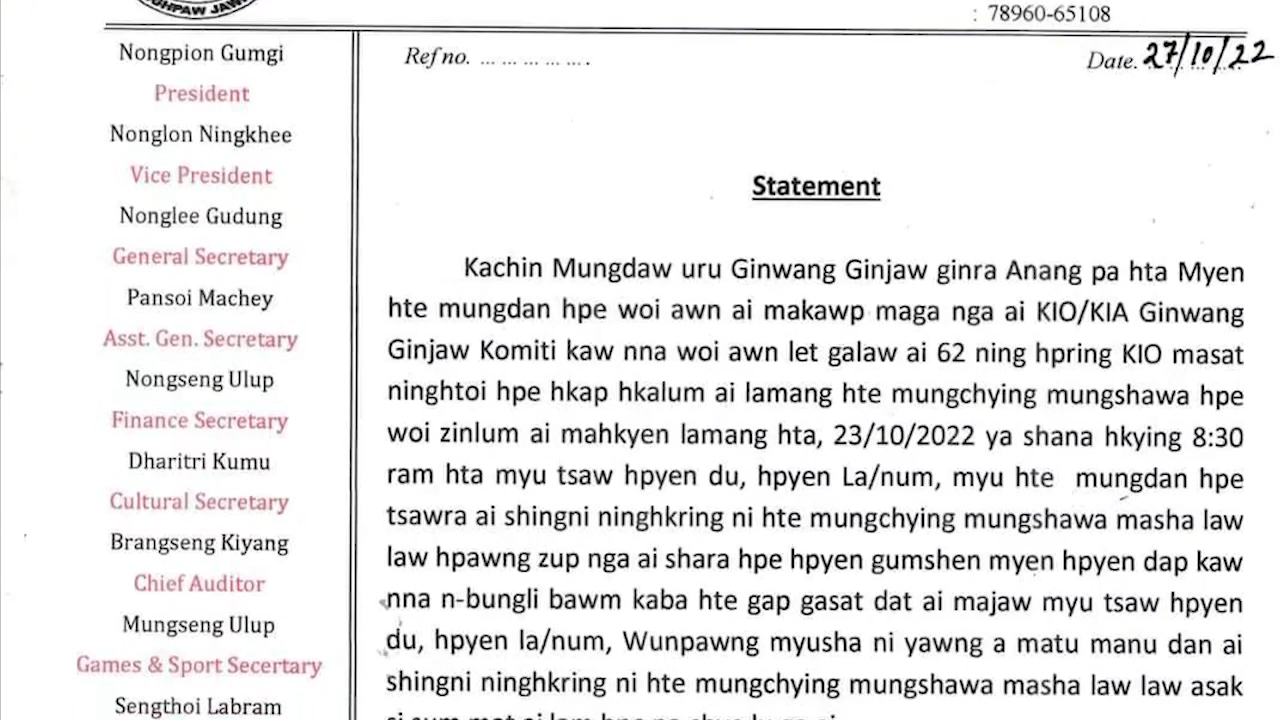 : 78960-65108
Nongpion Gumgi
President
Nonglon Ningkhee
Vice President
Nonglee Gudung
General Secretary
Pansoi Machey
Asst. Gen. Secretary
Nongseng Ulup
Finance Secretary
Dharitri Kumu
Cultural Secretary
Brangseng Kiyang
Chief Auditor
Mungseng Ulup
Games & Sport Secertary
Sengthoi Labram
Ref no. ... ... ... ... ... .
Date. 27/10/22
Statement
Kachin Mungdaw uru Ginwang Ginjaw ginra Anang pa hta Myen
hte mungdan hpe woi awn ai makawp maga nga ai KIO/KIA Ginwang
Ginjaw Komiti kaw nna woi awn let galaw ai 62 ning hpring KIO masat
ninghtoi hpe hkap hkalum ai lamang hte mungchying mungshawa hpe
woi zinlum ai mahkyen lamang hta, 23/10/2022 ya shana hkying 8:30
ram hta myu tsaw hpyen du, hpyen La/num, myu hte mungdan hpe
tsawra ai shingni ninghkring ni hte mungchying mungshawa masha law
law hpawng zup nga ai shara hpe hpyen gumshen myen hpyen dap kaw
nna n-bungli bawm kaba hte gap gasat dat ai majaw myu tsaw hpyen
du, hpyen la/num, Wunpawng myusha ni yawng a matu manu dan ai
shingni ninghkring ni hte mungchying mungshawa masha law law asak